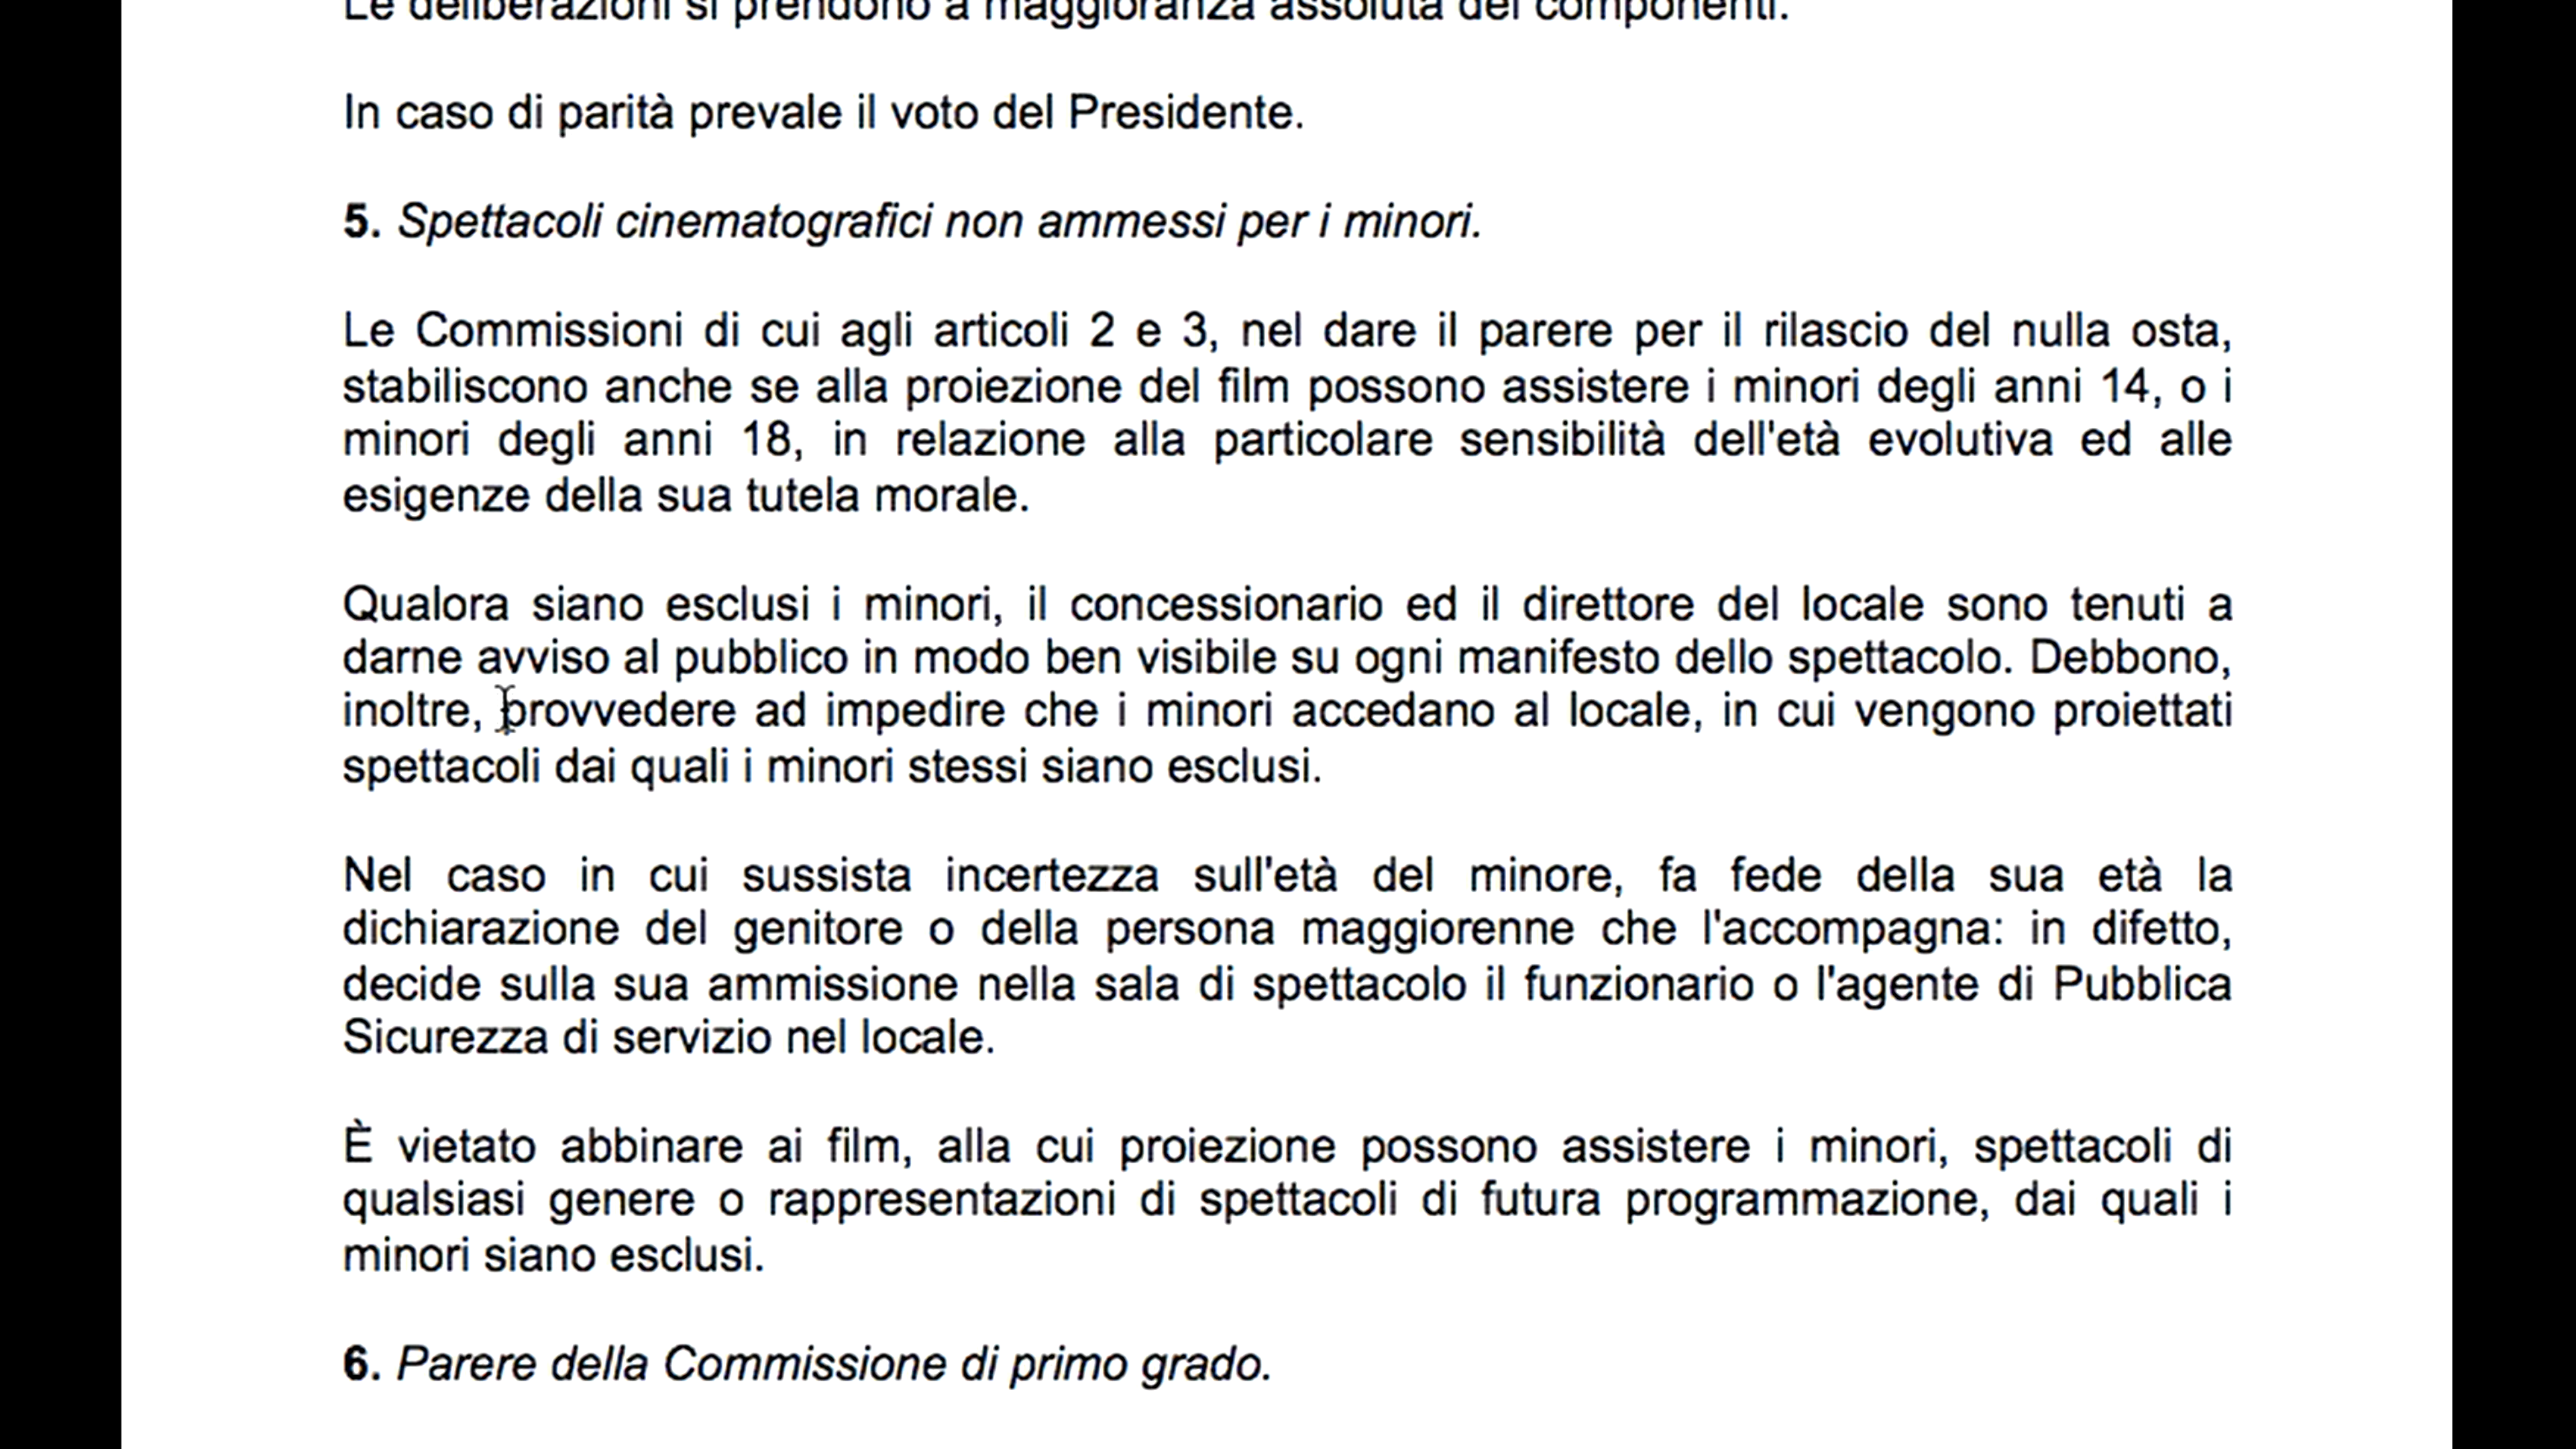 Le deliberazioni si prendono a maggioranza assoluta dei componenti.
In caso di parità prevale il voto del Presidente.
5. Spettacoli cinematografici non ammessi per i minori.
Le Commissioni di cui agli articoli 2 e 3, nel dare il parere per il rilascio del nulla osta,
stabiliscono anche se alla proiezione del film possono assistere i minori degli anni 14, o i
minori degli anni 18, in relazione alla particolare sensibilità dell'età evolutiva ed alle
esigenze della sua tutela morale.
Qualora siano esclusi i minori, il concessionario ed il direttore del locale sono tenuti a
darne avviso al pubblico in modo ben visibile su ogni manifesto dello spettacolo. Debbono,
inoltre, provvedere ad impedire che i minori accedano al locale, in cui vengono proiettati
spettacoli dai quali i minori stessi siano esclusi.
Nel caso in cui sussista incertezza sull'età del minore, fa fede della sua età la
dichiarazione del genitore o della persona maggiorenne che l'accompagna: in difetto,
decide sulla sua ammissione nella sala di spettacolo il funzionario o l'agente di Pubblica
Sicurezza di servizio nel locale.
È vietato abbinare ai film, alla cui proiezione possono assistere i minori, spettacoli di
qualsiasi genere o rappresentazioni di spettacoli di futura programmazione, dai quali i
minori siano esclusi.
6. Parere della Commissione di primo grado.